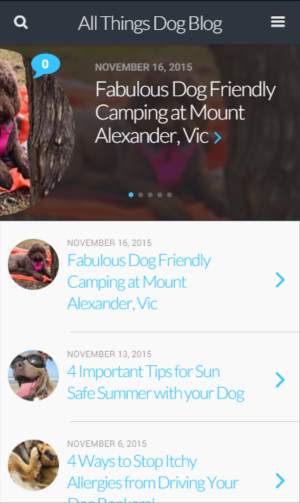 All Things Dog Blog
0
NOVEMBER 16, 2015
Fabulous Dog Friendly
Camping at Mount
Alexander, Vic
NOVEMBER 16, 2015
Fabulous Dog Friendly
Camping at Mount
Alexander, Vic
NOVEMBER 13, 2015
4 Important Tips for Sun
Safe Summer with your Dog
NOVEMBER 6, 2015
4 Ways to Stop Itchy
Allergies from Driving Your
Dog Bonkers!